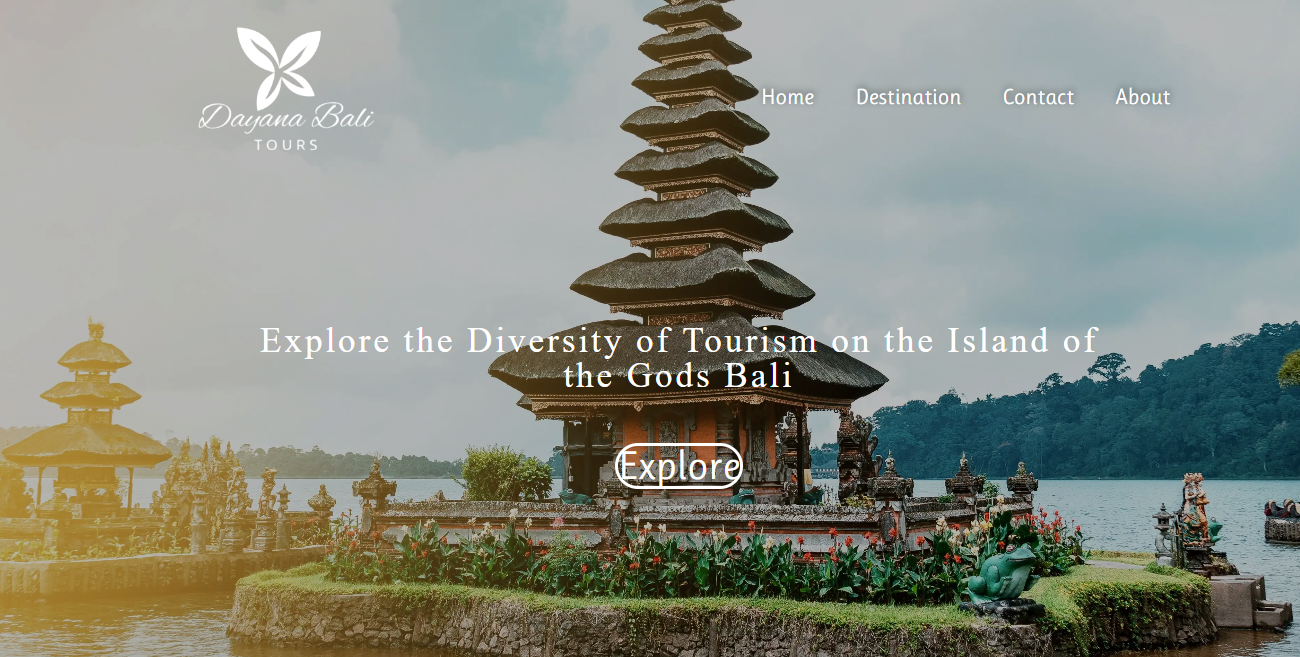 Dayana Bali
TOURS
Home Destination Contact About
Explore the Diversity of Tourism on the Island of
the Gods Bali
Explore